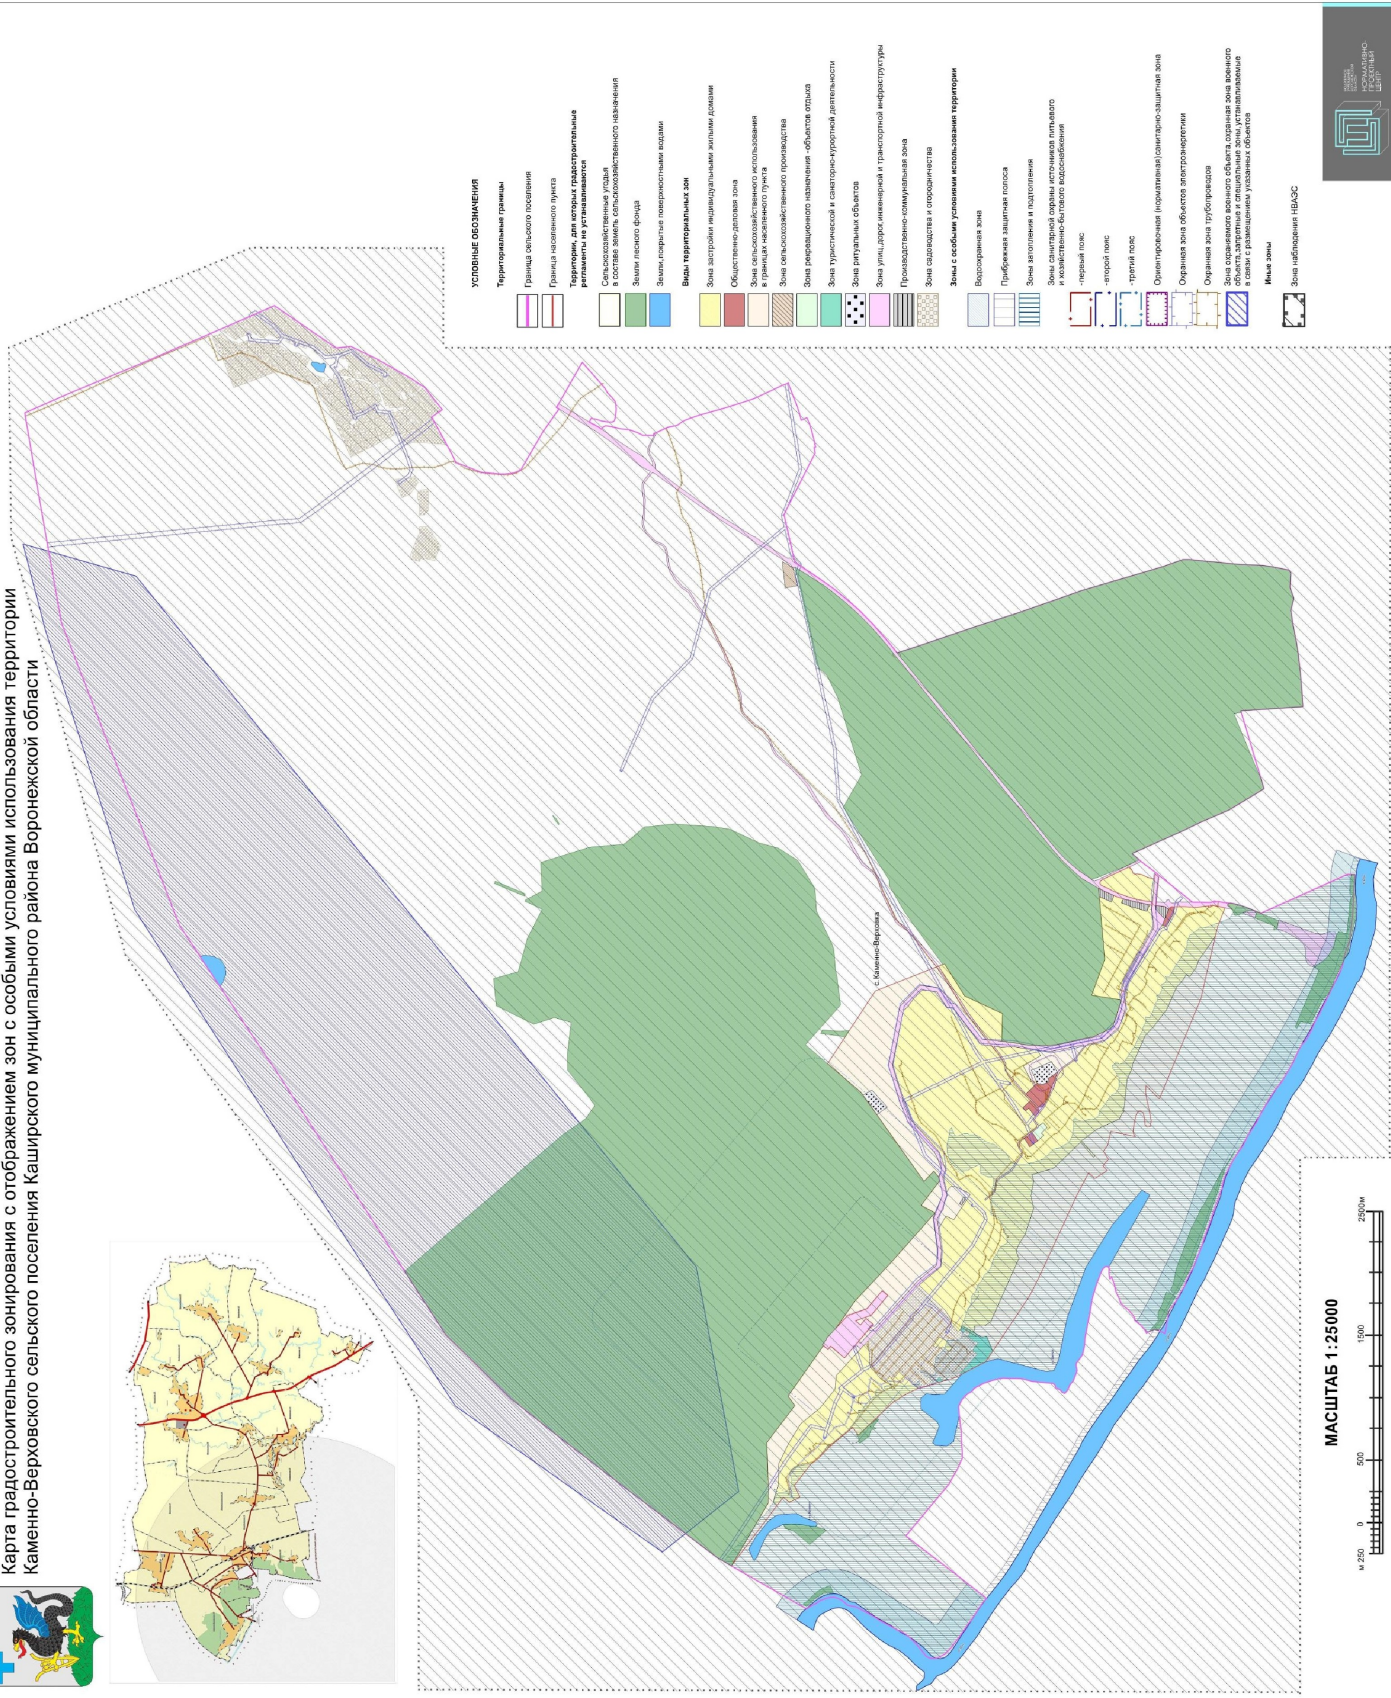 Карта градостроительного зонирования с отображением зон с особыми условиями использования территории
Каменно-Верховского сельского поселения Каширского муниципального района Воронежской области
УСЛОВНЫЕ ОБОЗНАЧЕНИЯ
Территориальные границы
Граница сельского поселения
Граница населенного пункта
Территории, для которых градостроительные
регламенты не устанавливаются
Сельскохозяйственные угодья
в составе земель сельскохозяйственного назначения
Земли лесного фонда
Земли,покрытые поверхностными водами
Виды территориальных зон
Зона застройки индивидуальными жилыми домами
Общественно-деловая зона
Зона сельскохозяйственного использования
в границах населенного пункта
Зона сельскохозяйственного производства
Зона рекреационного назначения -объектов отдыха
Зона туристической и санаторно-курортной деятельности
Зона ритуальных объектов
Зона улиц,дорог,инженерной и транспортной инфраструктуры
Производственно-коммунальная зона
Зона садоводства и огородничества
Зоны с особыми условиями использования территории
Водоохранная зона
Прибрежная защитная полоса
Зоны затопления и подтопления
Зоны санитарной охраны источников питьевого
и хозяйственно-бытового водоснабжения
-первый пояс
-второй пояс
-третий пояс
Ориентировочная (нормативная)санитарно-защитная зона
Охранная зона объектов электроэнергетики
Охранная зона трубопроводов
Зона охраняемого военного объекта,охранная зона военного
объекта,запретные и специальные зоны,устанавливаемые
в связи с размещением указанных объектов
Иные зоны
Зона наблюдения НВАЭС
НОРМАТИВНО-
ПРОЕКТНЫЙ
ЦЕНТР
с.Каменно-Верховка
МАСШТАБ 1:25000
м 250 0 500 1500 2500м